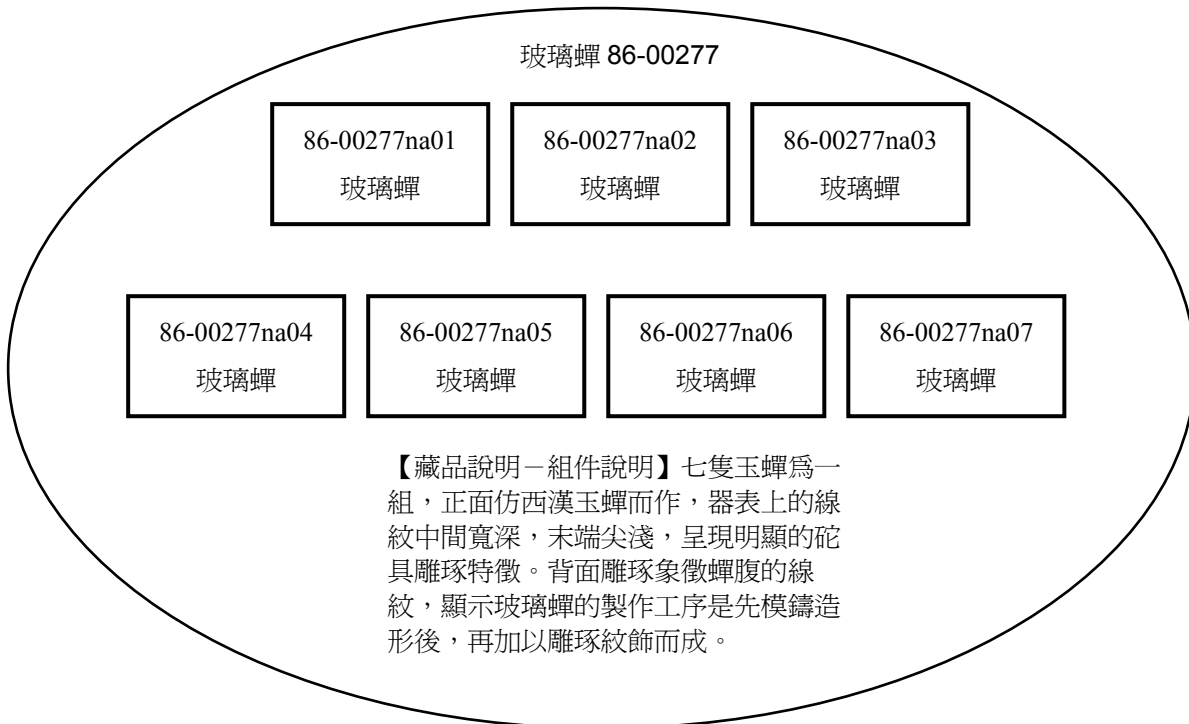 玻璃蟬 86-00277
86-00277na01
玻璃蟬
86-00277na02
玻璃蟬
86-00277na03
玻璃蟬
86-00277na04
玻璃蟬
86-00277na05
玻璃蟬
86-00277na06
玻璃蟬
86-00277na07
玻璃蟬
【藏品說明－組件說明】七隻玉蟬爲一
組，正面仿西漢玉蟬而作，器表上的線
紋中間寬深，末端尖淺，呈現明顯的砣
具雕琢特徵。背面雕琢象徵蟬腹的線
紋，顯示玻璃蟬的製作工序是先模鑄造
形後，再加以雕琢紋飾而成。